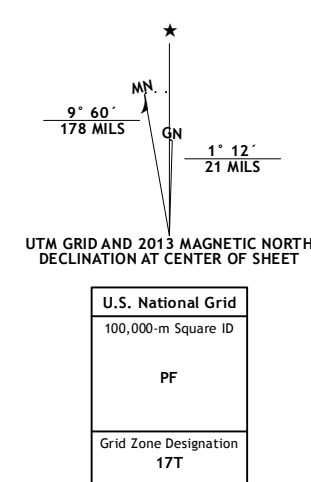 MN
9° 60´
178 MILS
GN
1° 12´
21 MILS
UTM GRID AND 2013 MAGNETIC NORTH
DECLINATION AT CENTER OF SHEET
U.S. National Grid
100,000-m Square ID
PF
Grid Zone Designation
17T